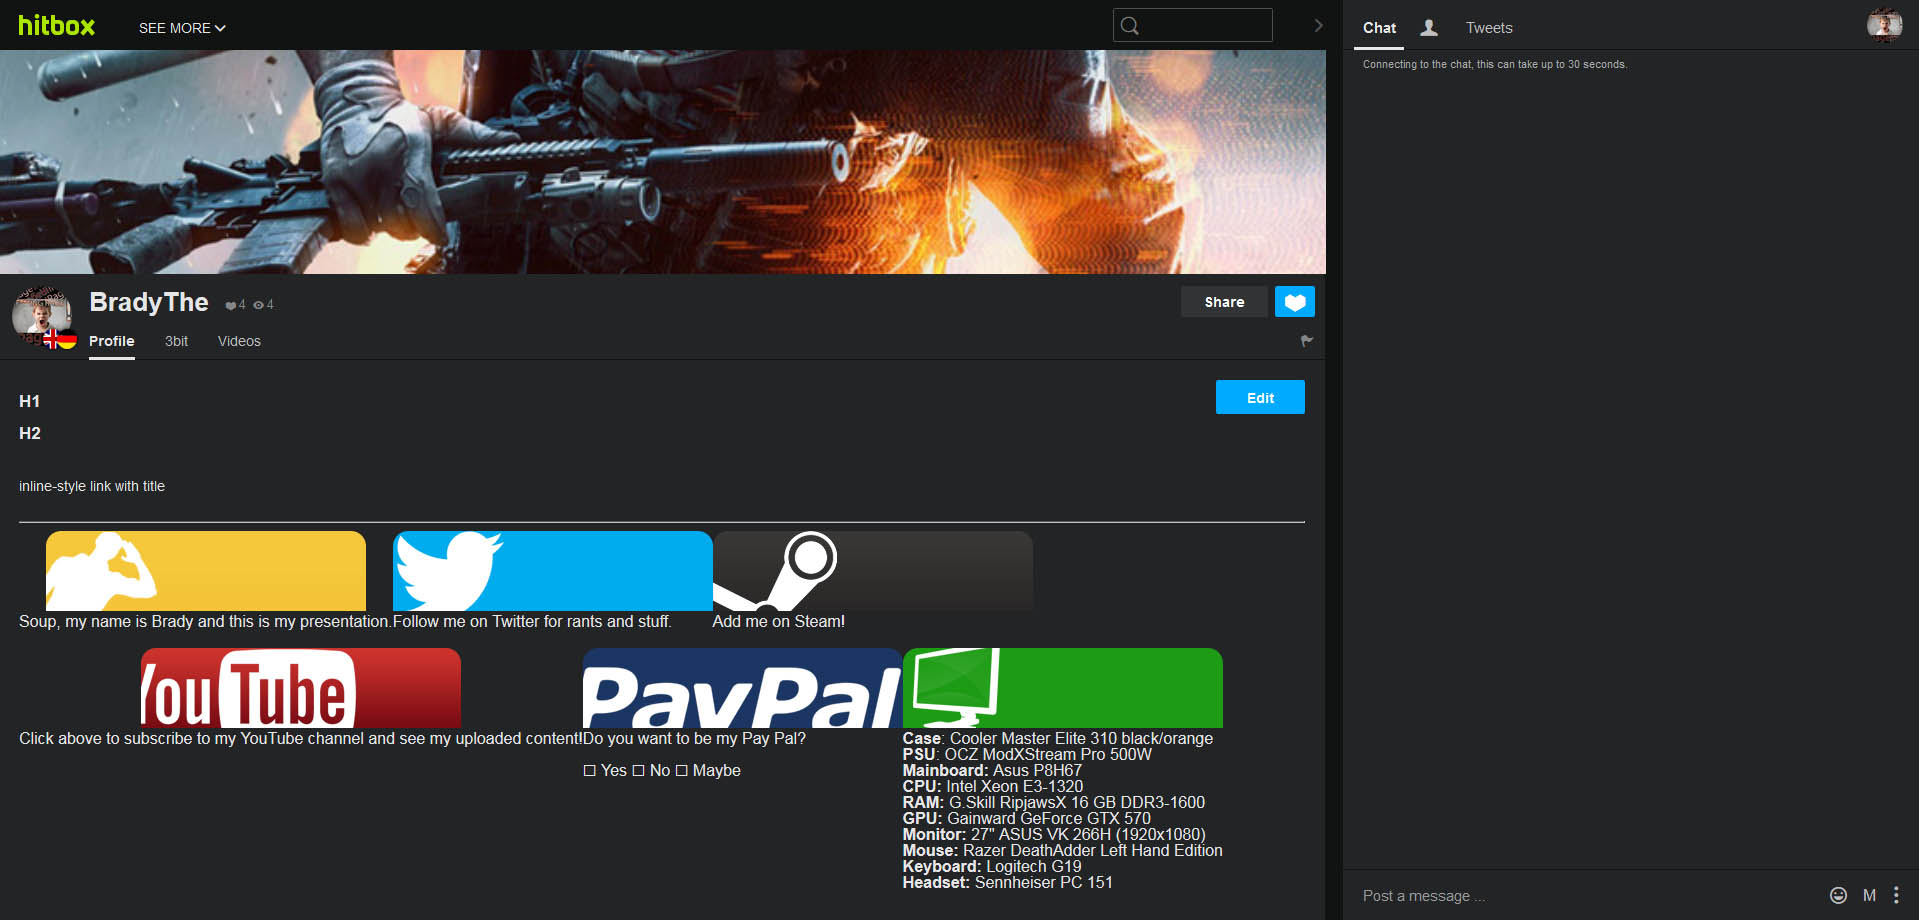 hitbox
SEE MORE
Chat
Tweets
Connecting to the chat, this can take up to 30 seconds.
BradyThe
4 4
Share
Profile
3bit
Videos
Edit
H1
H2
inline-style link with title
Soup, my name is Brady and this is my presentation.
Follow me on Twitter for rants and stuff.
Add me on Steam!
YouTube
PayPal
Click above to subscribe to my YouTube channel and see my uploaded content!
Do you want to be my Pay Pal?
☐ Yes ☐ No ☐ Maybe
Case: Cooler Master Elite 310 black/orange
PSU: OCZ ModXStream Pro 500W
Mainboard: Asus P8H67
CPU: Intel Xeon E3-1320
RAM: G.Skill RipjawsX 16 GB DDR3-1600
GPU: Gainward GeForce GTX 570
Monitor: 27" ASUS VK 266H (1920x1080)
Mouse: Razer DeathAdder Left Hand Edition
Keyboard: Logitech G19
Headset: Sennheiser PC 151
Post a message ...
M